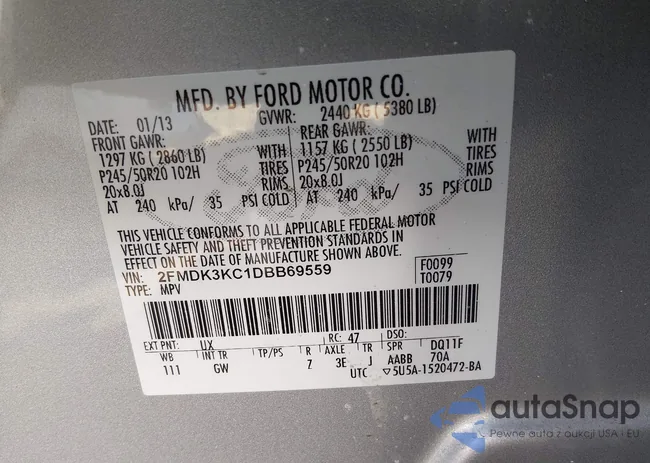 MFD. BY FORD MOTOR CO.
DATE: 01/13 GVWR: 2440 KG ( 5380 LB)
FRONT GAWR: REAR GAWR:
1297 KG ( 2860 LB) WITH 1157 KG ( 2550 LB) WITH
P245/50R20 102H TIRES P245/50R20 102H TIRES
20x8.0J RIMS 20x8.0J RIMS
AT 240 kPa/ 35 PSI COLD AT 240 kPa/ 35 PSI COLD
Ford
THIS VEHICLE CONFORMS TO ALL APPLICABLE FEDERAL MOTOR
VEHICLE SAFETY AND THEFT PREVENTION STANDARDS IN
EFFECT ON THE DATE OF MANUFACTURE SHOWN ABOVE.
VIN: 2FMDK3KC1DBB69559 F0099
TYPE: MPV T0079
EXT PNT: UX RC: 47 DSO:
WB INT TR TP/PS R AXLE TR SPR DQ11F
111 GW Z 3E J AABB 70A
UTC ▽5U5A-1520472-BA
autaSnap
Pewne auta z aukcji USA i EU